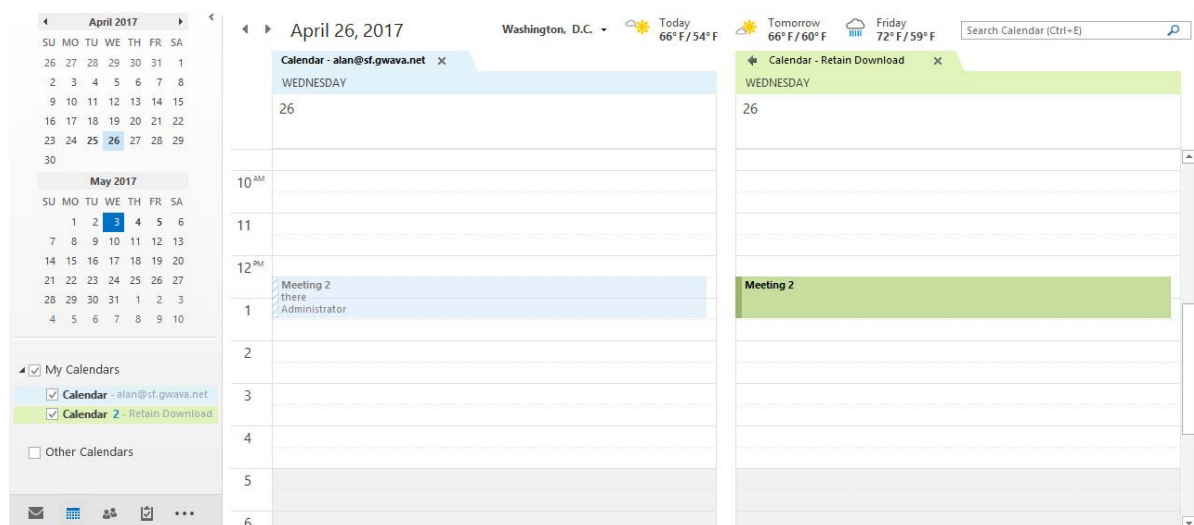 April 2017
SU MO TU WE TH FR SA
26 27 28 29 30 31 1
2 3 4 5 6 7 8
9 10 11 12 13 14 15
16 17 18 19 20 21 22
23 24 25 26 27 28 29
30
May 2017
SU MO TU WE TH FR SA
1 2 3 4 5 6
7 8 9 10 11 12 13
14 15 16 17 18 19 20
21 22 23 24 25 26 27
28 29 30 31 1 2 3
4 5 6 7 8 9 10
My Calendars
Calendar - alan@sf.gwava.net
Calendar 2 - Retain Download
Other Calendars
April 26, 2017
Washington, D.C.
Today
66° F / 54° F
Tomorrow
66° F / 60° F
Friday
72° F / 59° F
Search Calendar (Ctrl+E)
Calendar - alan@sf.gwava.net
WEDNESDAY
26
Calendar - Retain Download
WEDNESDAY
26
10 AM
11
12 PM
1
2
3
4
5
6
Meeting 2
there
Administrator
Meeting 2